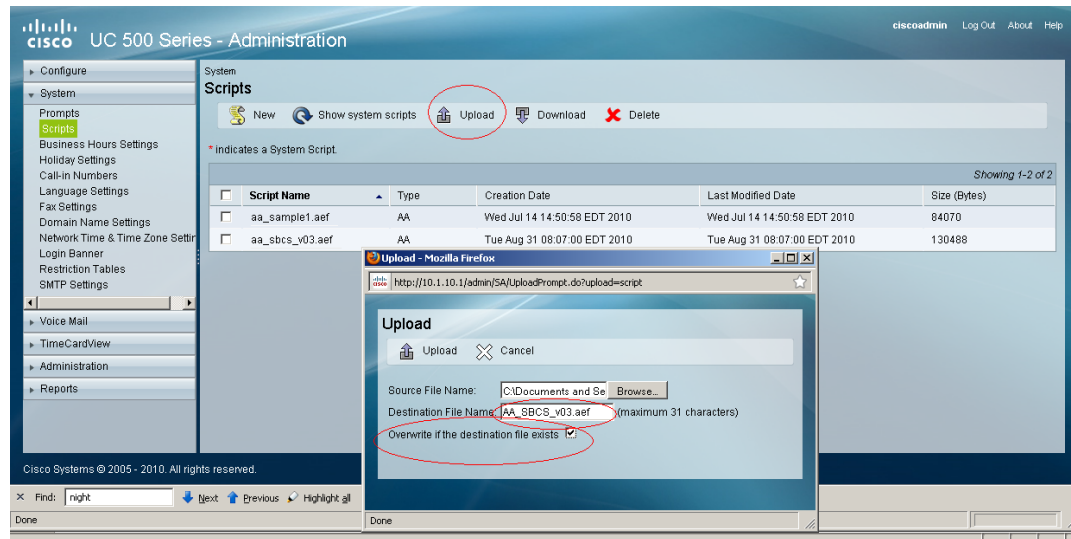 CISCO UC 500 Series - Administration
ciscoadmin Log Out About Help
Configure
System
Prompts
Scripts
Business Hours Settings
Holiday Settings
Call-in Numbers
Language Settings
Fax Settings
Domain Name Settings
Network Time & Time Zone Settir
Login Banner
Restriction Tables
SMTP Settings
Voice Mail
TimeCardView
Administration
Reports
System
Scripts
New Show system scripts Upload Download Delete
* indicates a System Script.
Showing 1-2 of 2
Script Name Type Creation Date Last Modified Date Size (Bytes)
aa_sample1.aef AA Wed Jul 14 14:50:58 EDT 2010 Wed Jul 14 14:50:58 EDT 2010 84070
aa_sbcs_v03.aef AA Tue Aug 31 08:07:00 EDT 2010 Tue Aug 31 08:07:00 EDT 2010 130488
Upload - Mozilla Firefox
http://10.1.10.1/admin/SA/UploadPrompt.do?upload=script
Upload
Upload Cancel
Source File Name: C:\Documents and Se Browse...
Destination File Name: AA_SBCS_v03.aef (maximum 31 characters)
Overwrite if the destination file exists
Done
Cisco Systems © 2005 - 2010. All rights reserved.
× Find: night Next Previous Highlight all
Done